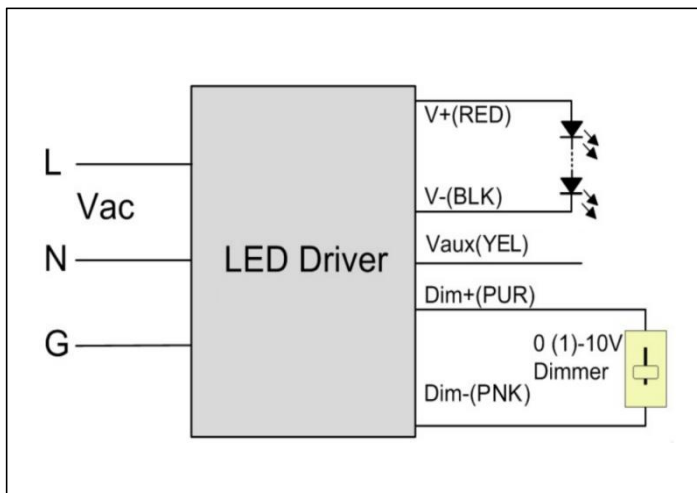 L
Vac
N
G
LED Driver
V+(RED)
V-(BLK)
Vaux(YEL)
Dim+(PUR)
0 (1)-10V
Dimmer
Dim-(PNK)